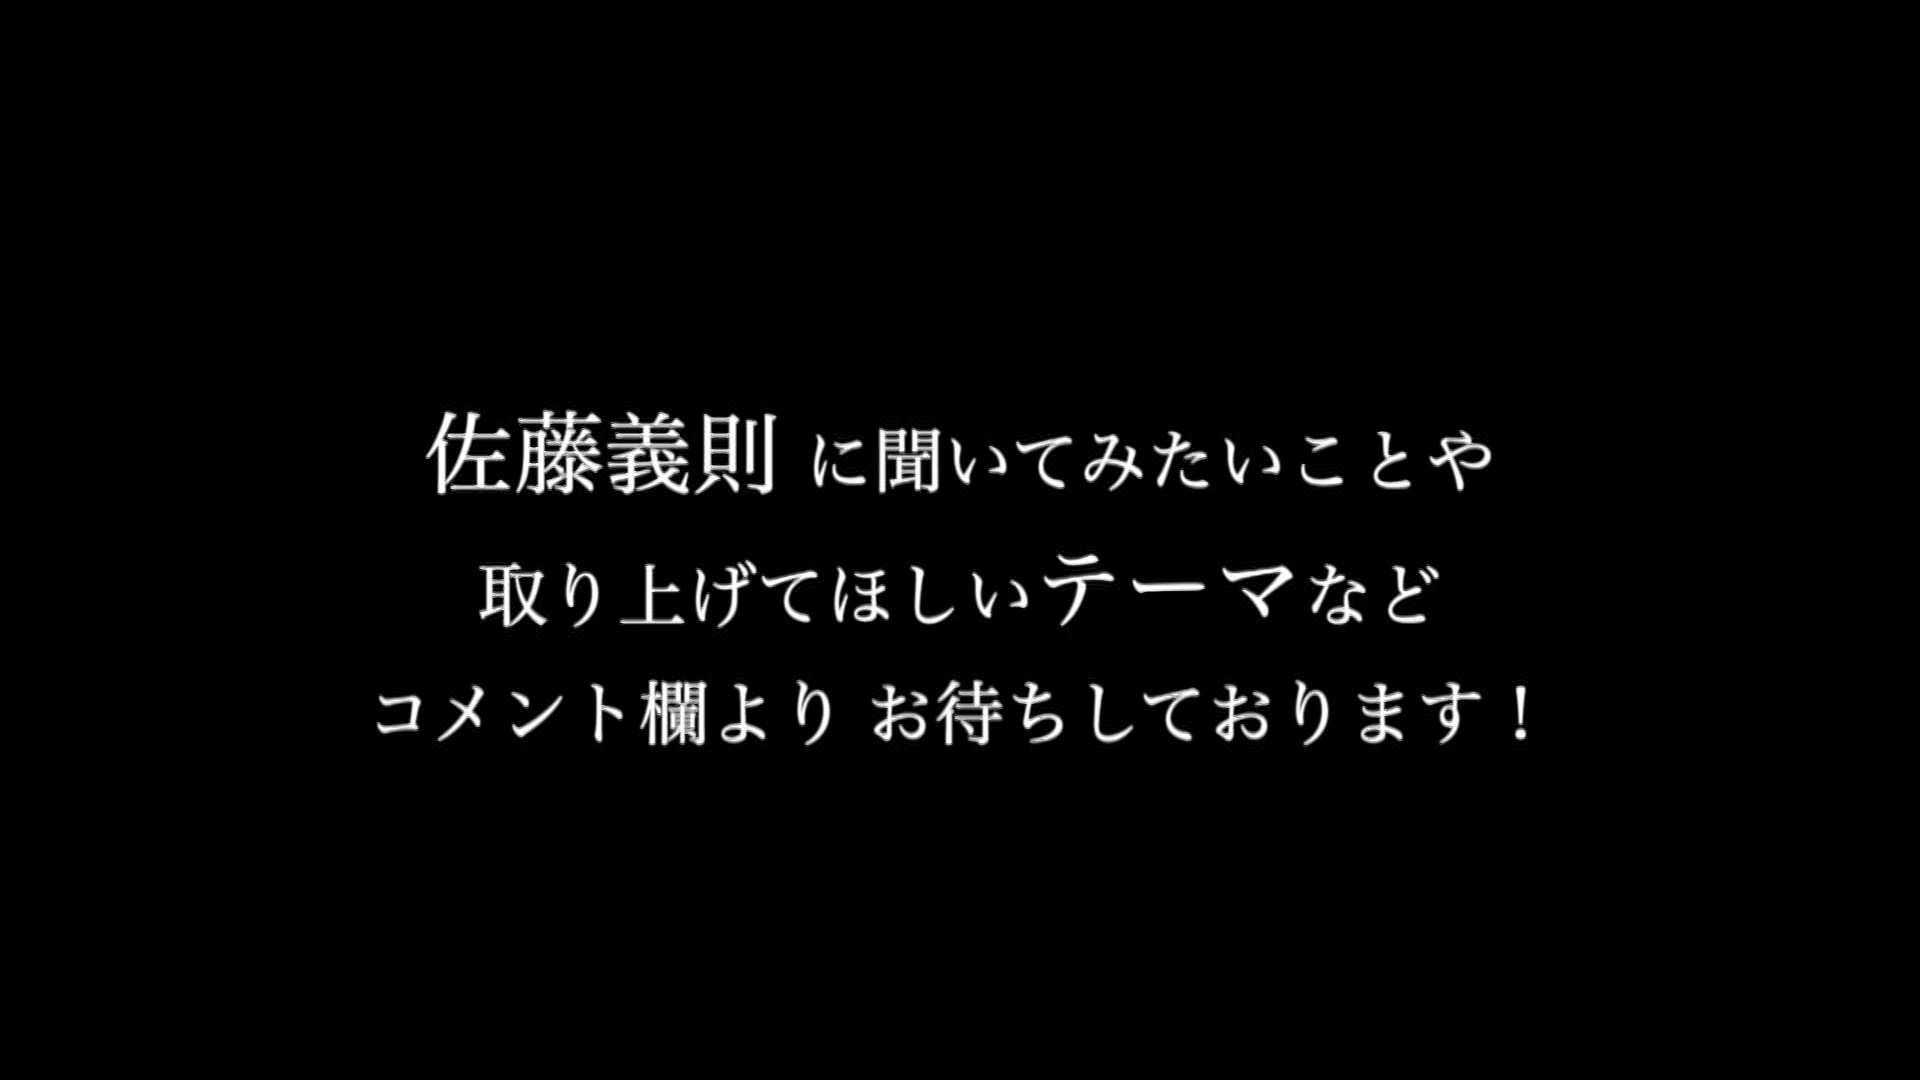 佐藤義則 に聞いてみたいことや
取り上げてほしいテーマなど
コメント欄より お待ちしております！